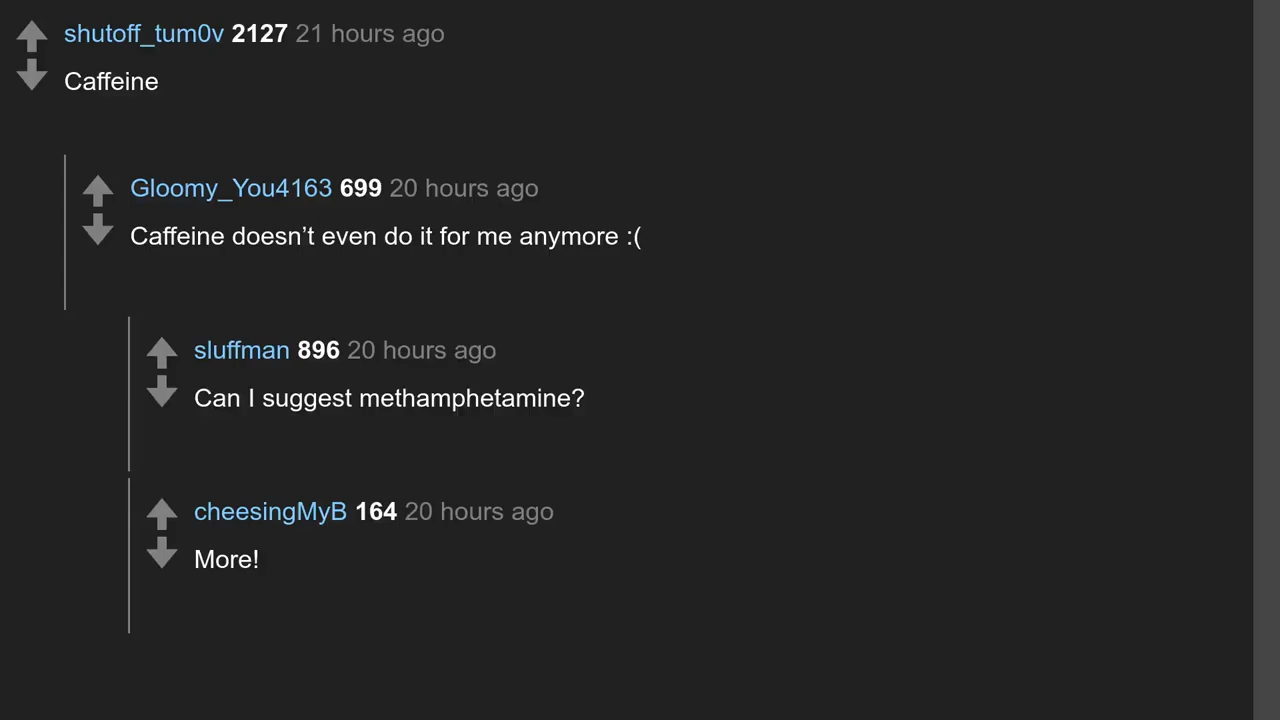 shutoff_tum0v 2127 21 hours ago
Caffeine
Gloomy_You4163 699 20 hours ago
Caffeine doesn’t even do it for me anymore :(
sluffman 896 20 hours ago
Can I suggest methamphetamine?
cheesingMyB 164 20 hours ago
More!